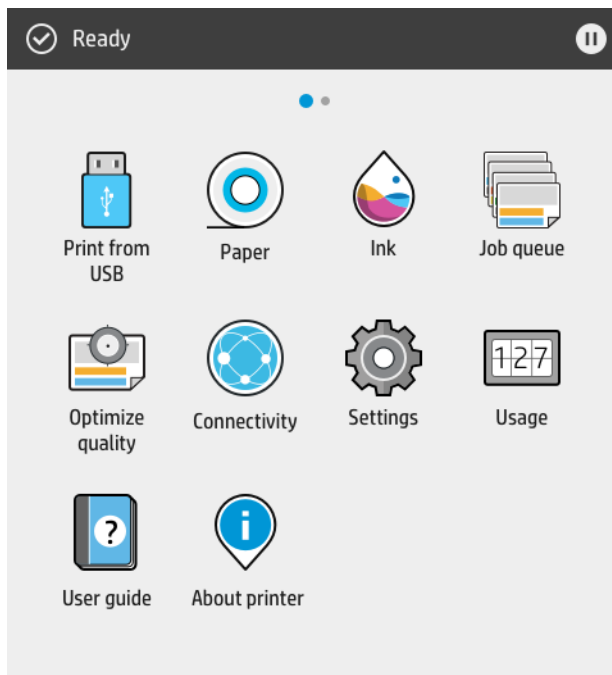 Ready
Print from
USB
Paper
Ink
Job queue
Optimize
quality
Connectivity
Settings
127
Usage
?
User guide
i
About printer